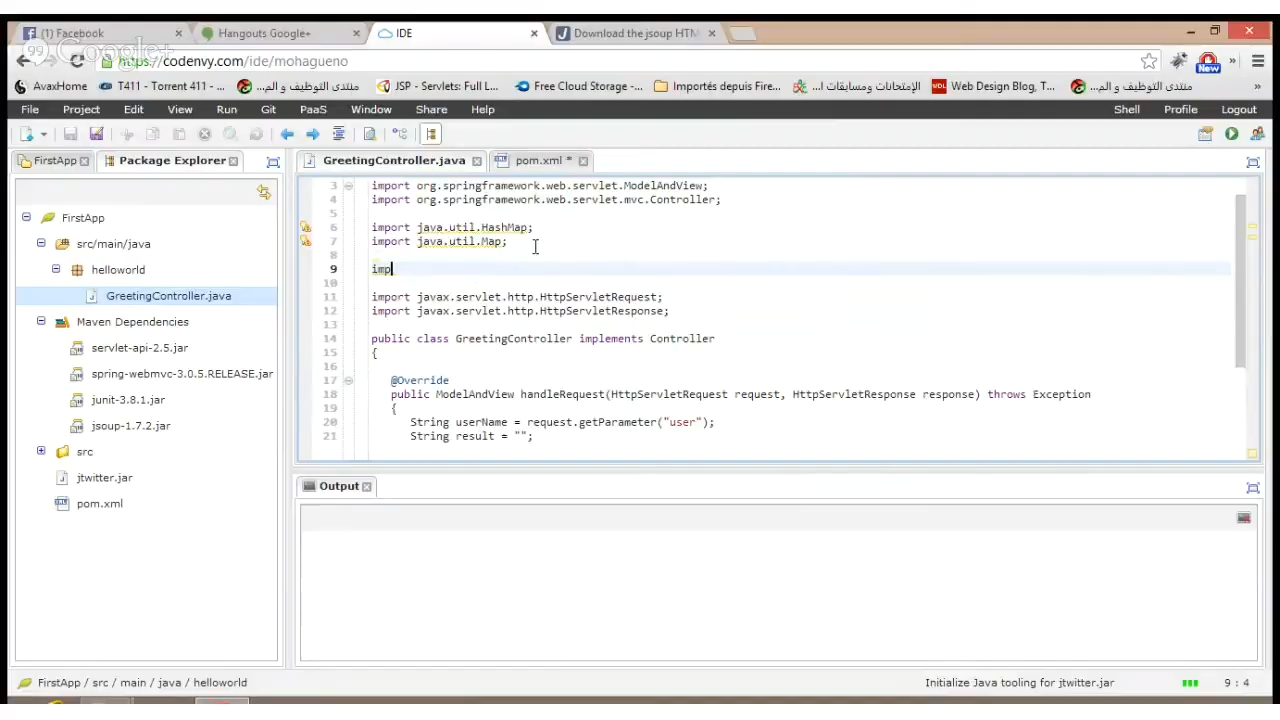 (1) Facebook
Hangouts Google+
IDE
Download the jsoup HTM
99 Google+
https://codenvy.com/ide/mohagueno
New
AvaxHome
T411 - Torrent 411 - ...
منتدى التوظيف و الم...
JSP - Servlets: Full L...
Free Cloud Storage -...
Importés depuis Fire...
الإمتحانات ومسابقات ا...
WDL
Web Design Blog, T...
منتدى التوظيف و الم...
File Project Edit View Run Git PaaS Window Share Help
Shell Profile Logout
FirstApp
Package Explorer
GreetingController.java
pom.xml *
FirstApp
src/main/java
helloworld
GreetingController.java
Maven Dependencies
servlet-api-2.5.jar
spring-webmvc-3.0.5.RELEASE.jar
junit-3.8.1.jar
jsoup-1.7.2.jar
src
jtwitter.jar
pom.xml
3 import org.springframework.web.servlet.ModelAndView;
4 import org.springframework.web.servlet.mvc.Controller;
5
6 import java.util.HashMap;
7 import java.util.Map;
8
9 imp
10
11 import javax.servlet.http.HttpServletRequest;
12 import javax.servlet.http.HttpServletResponse;
13
14 public class GreetingController implements Controller
15 {
16
17 @Override
18 public ModelAndView handleRequest(HttpServletRequest request, HttpServletResponse response) throws Exception
19 {
20 String userName = request.getParameter("user");
21 String result = "";
Output
FirstApp / src / main / java / helloworld
Initialize Java tooling for jtwitter.jar
9 : 4